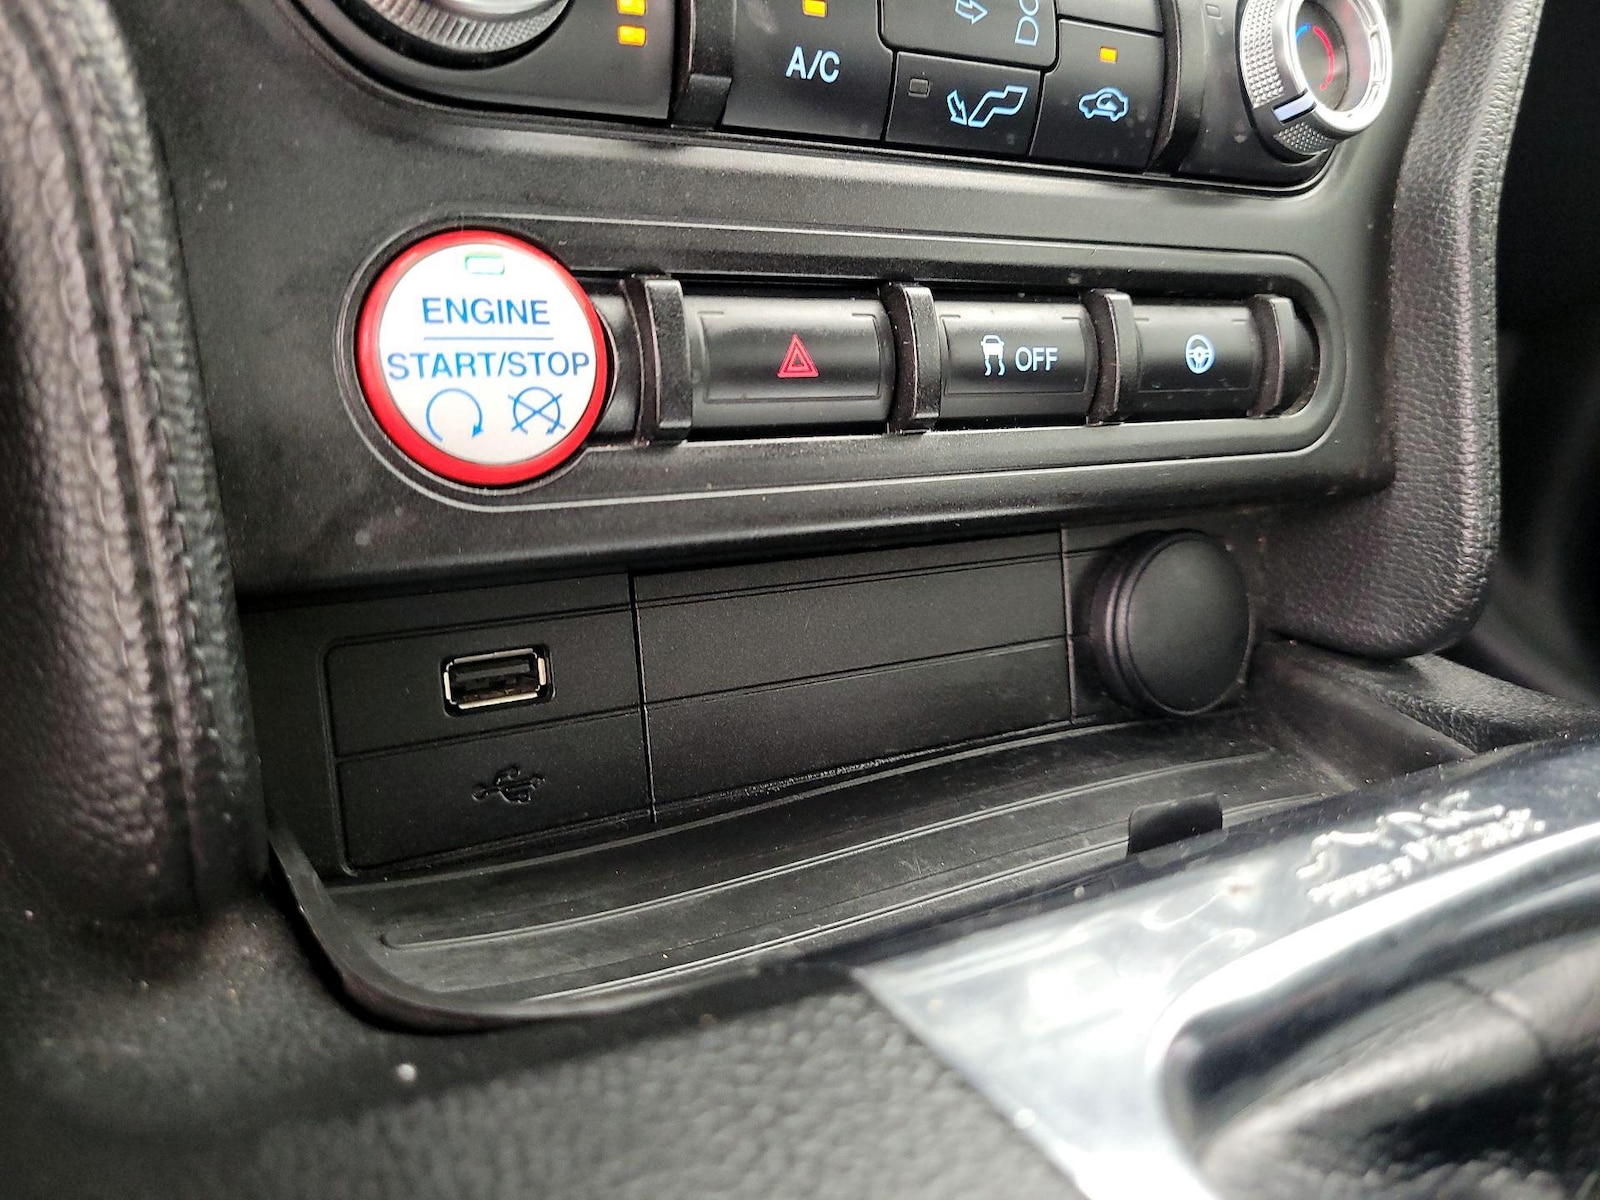 A/C
ENGINE
START/STOP
OFF